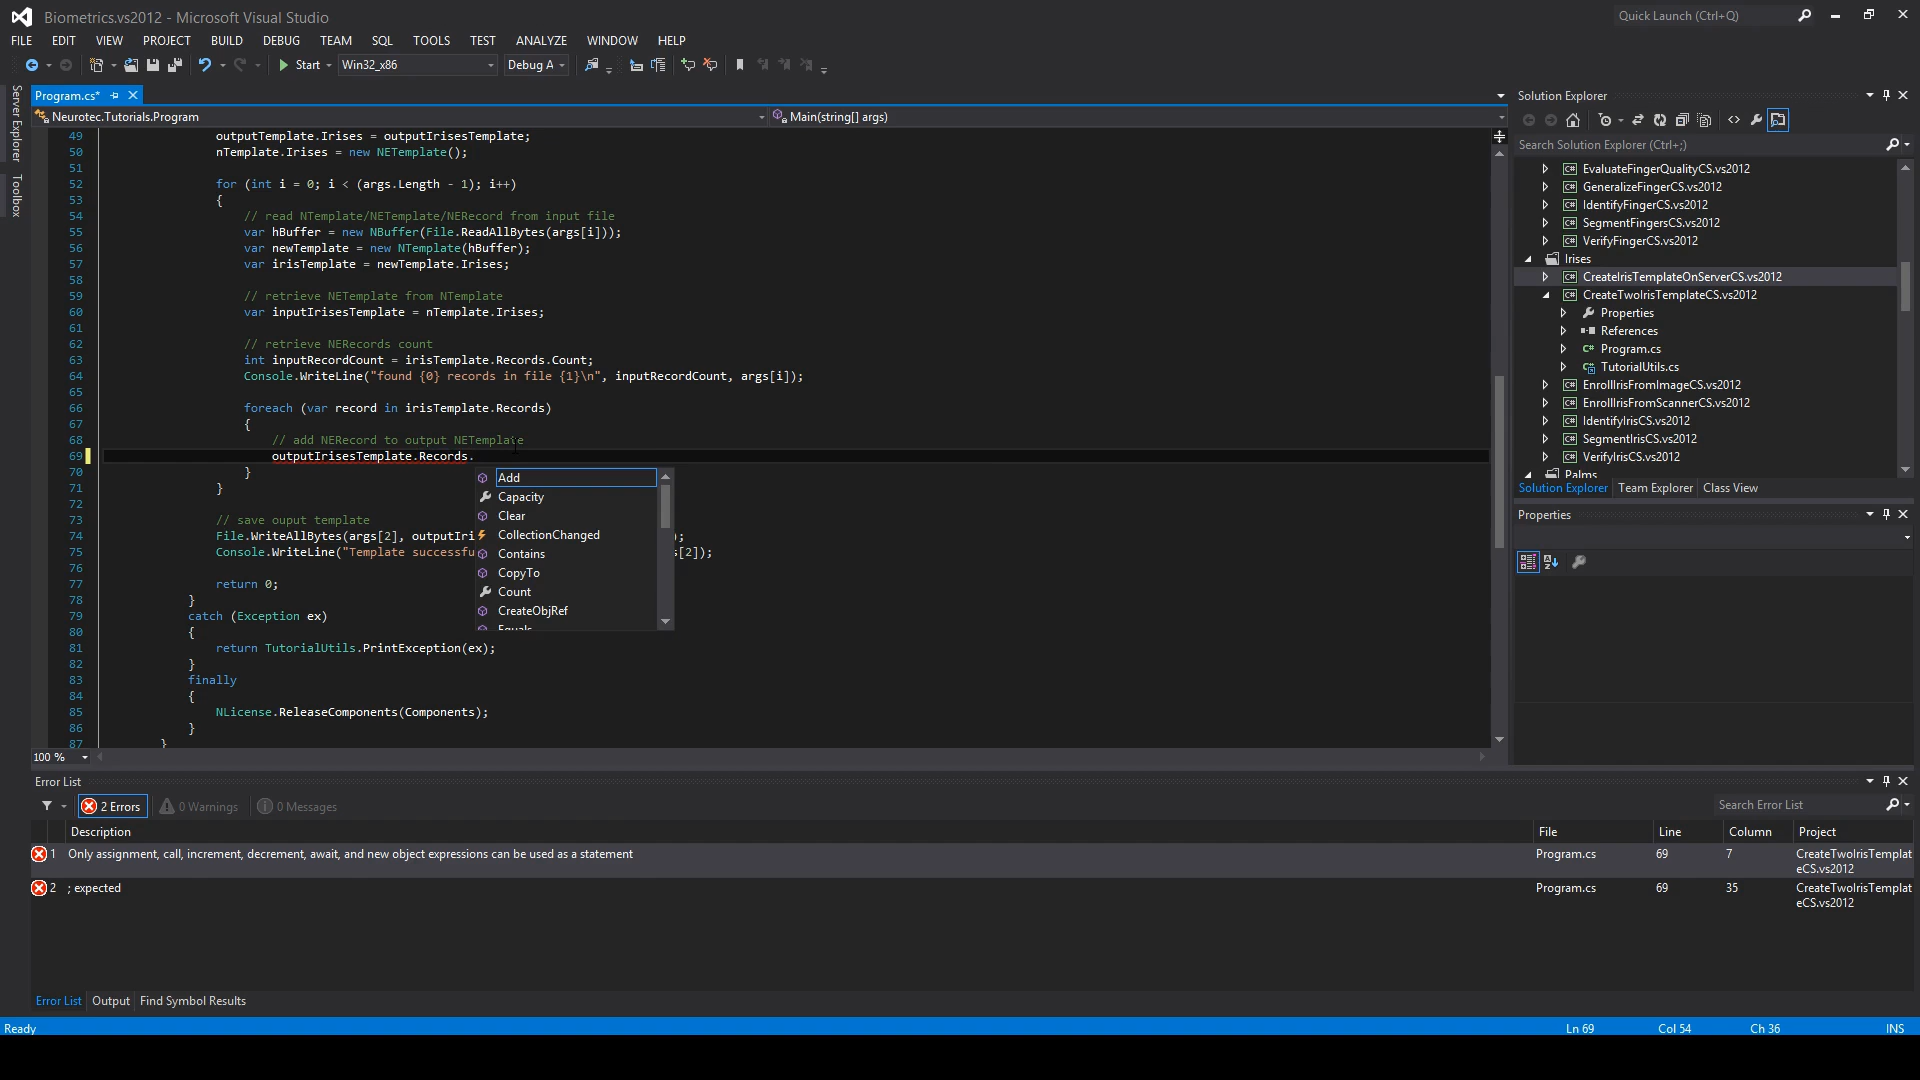 Biometrics.vs2012 - Microsoft Visual Studio
Quick Launch (Ctrl+Q)
FILE EDIT VIEW PROJECT BUILD DEBUG TEAM SQL TOOLS TEST ANALYZE WINDOW HELP
Start Win32_x86 Debug A
Server Explorer
Toolbox
Program.cs*
Neurotec.Tutorials.Program
Main(string[] args)
49 outputTemplate.Irises = outputIrisesTemplate;
50 nTemplate.Irises = new NETemplate();
51
52 for (int i = 0; i < (args.Length - 1); i++)
53 {
54 // read NTemplate/NETemplate/NERecord from input file
55 var hBuffer = new NBuffer(File.ReadAllBytes(args[i]));
56 var newTemplate = new NTemplate(hBuffer);
57 var irisTemplate = newTemplate.Irises;
58
59 // retrieve NETemplate from NTemplate
60 var inputIrisesTemplate = nTemplate.Irises;
61
62 // retrieve NERecords count
63 int inputRecordCount = irisTemplate.Records.Count;
64 Console.WriteLine("found {0} records in file {1}\n", inputRecordCount, args[i]);
65
66 foreach (var record in irisTemplate.Records)
67 {
68 // add NERecord to output NETemplate
69 outputIrisesTemplate.Records.
70 }
71 }
72
73 // save ouput template
74 File.WriteAllBytes(args[2], outputIri );
75 Console.WriteLine("Template successfu s[2]);
76
77 return 0;
78 }
79 catch (Exception ex)
80 {
81 return TutorialUtils.PrintException(ex);
82 }
83 finally
84 {
85 NLicense.ReleaseComponents(Components);
86 }
87 }
Add
Capacity
Clear
CollectionChanged
Contains
CopyTo
Count
CreateObjRef
Equals
100 %
Solution Explorer
Search Solution Explorer (Ctrl+;)
EvaluateFingerQualityCS.vs2012
GeneralizeFingerCS.vs2012
IdentifyFingerCS.vs2012
SegmentFingersCS.vs2012
VerifyFingerCS.vs2012
Irises
CreateIrisTemplateOnServerCS.vs2012
CreateTwoIrisTemplateCS.vs2012
Properties
References
Program.cs
TutorialUtils.cs
EnrollIrisFromImageCS.vs2012
EnrollIrisFromScannerCS.vs2012
IdentifyIrisCS.vs2012
SegmentIrisCS.vs2012
VerifyIrisCS.vs2012
Palms
Solution Explorer Team Explorer Class View
Properties
Error List
2 Errors 0 Warnings 0 Messages
Search Error List
Description File Line Column Project
1 Only assignment, call, increment, decrement, await, and new object expressions can be used as a statement Program.cs 69 7 CreateTwoIrisTemplat
eCS.vs2012
2 ; expected Program.cs 69 35 CreateTwoIrisTemplat
eCS.vs2012
Error List Output Find Symbol Results
Ready Ln 69 Col 54 Ch 36 INS